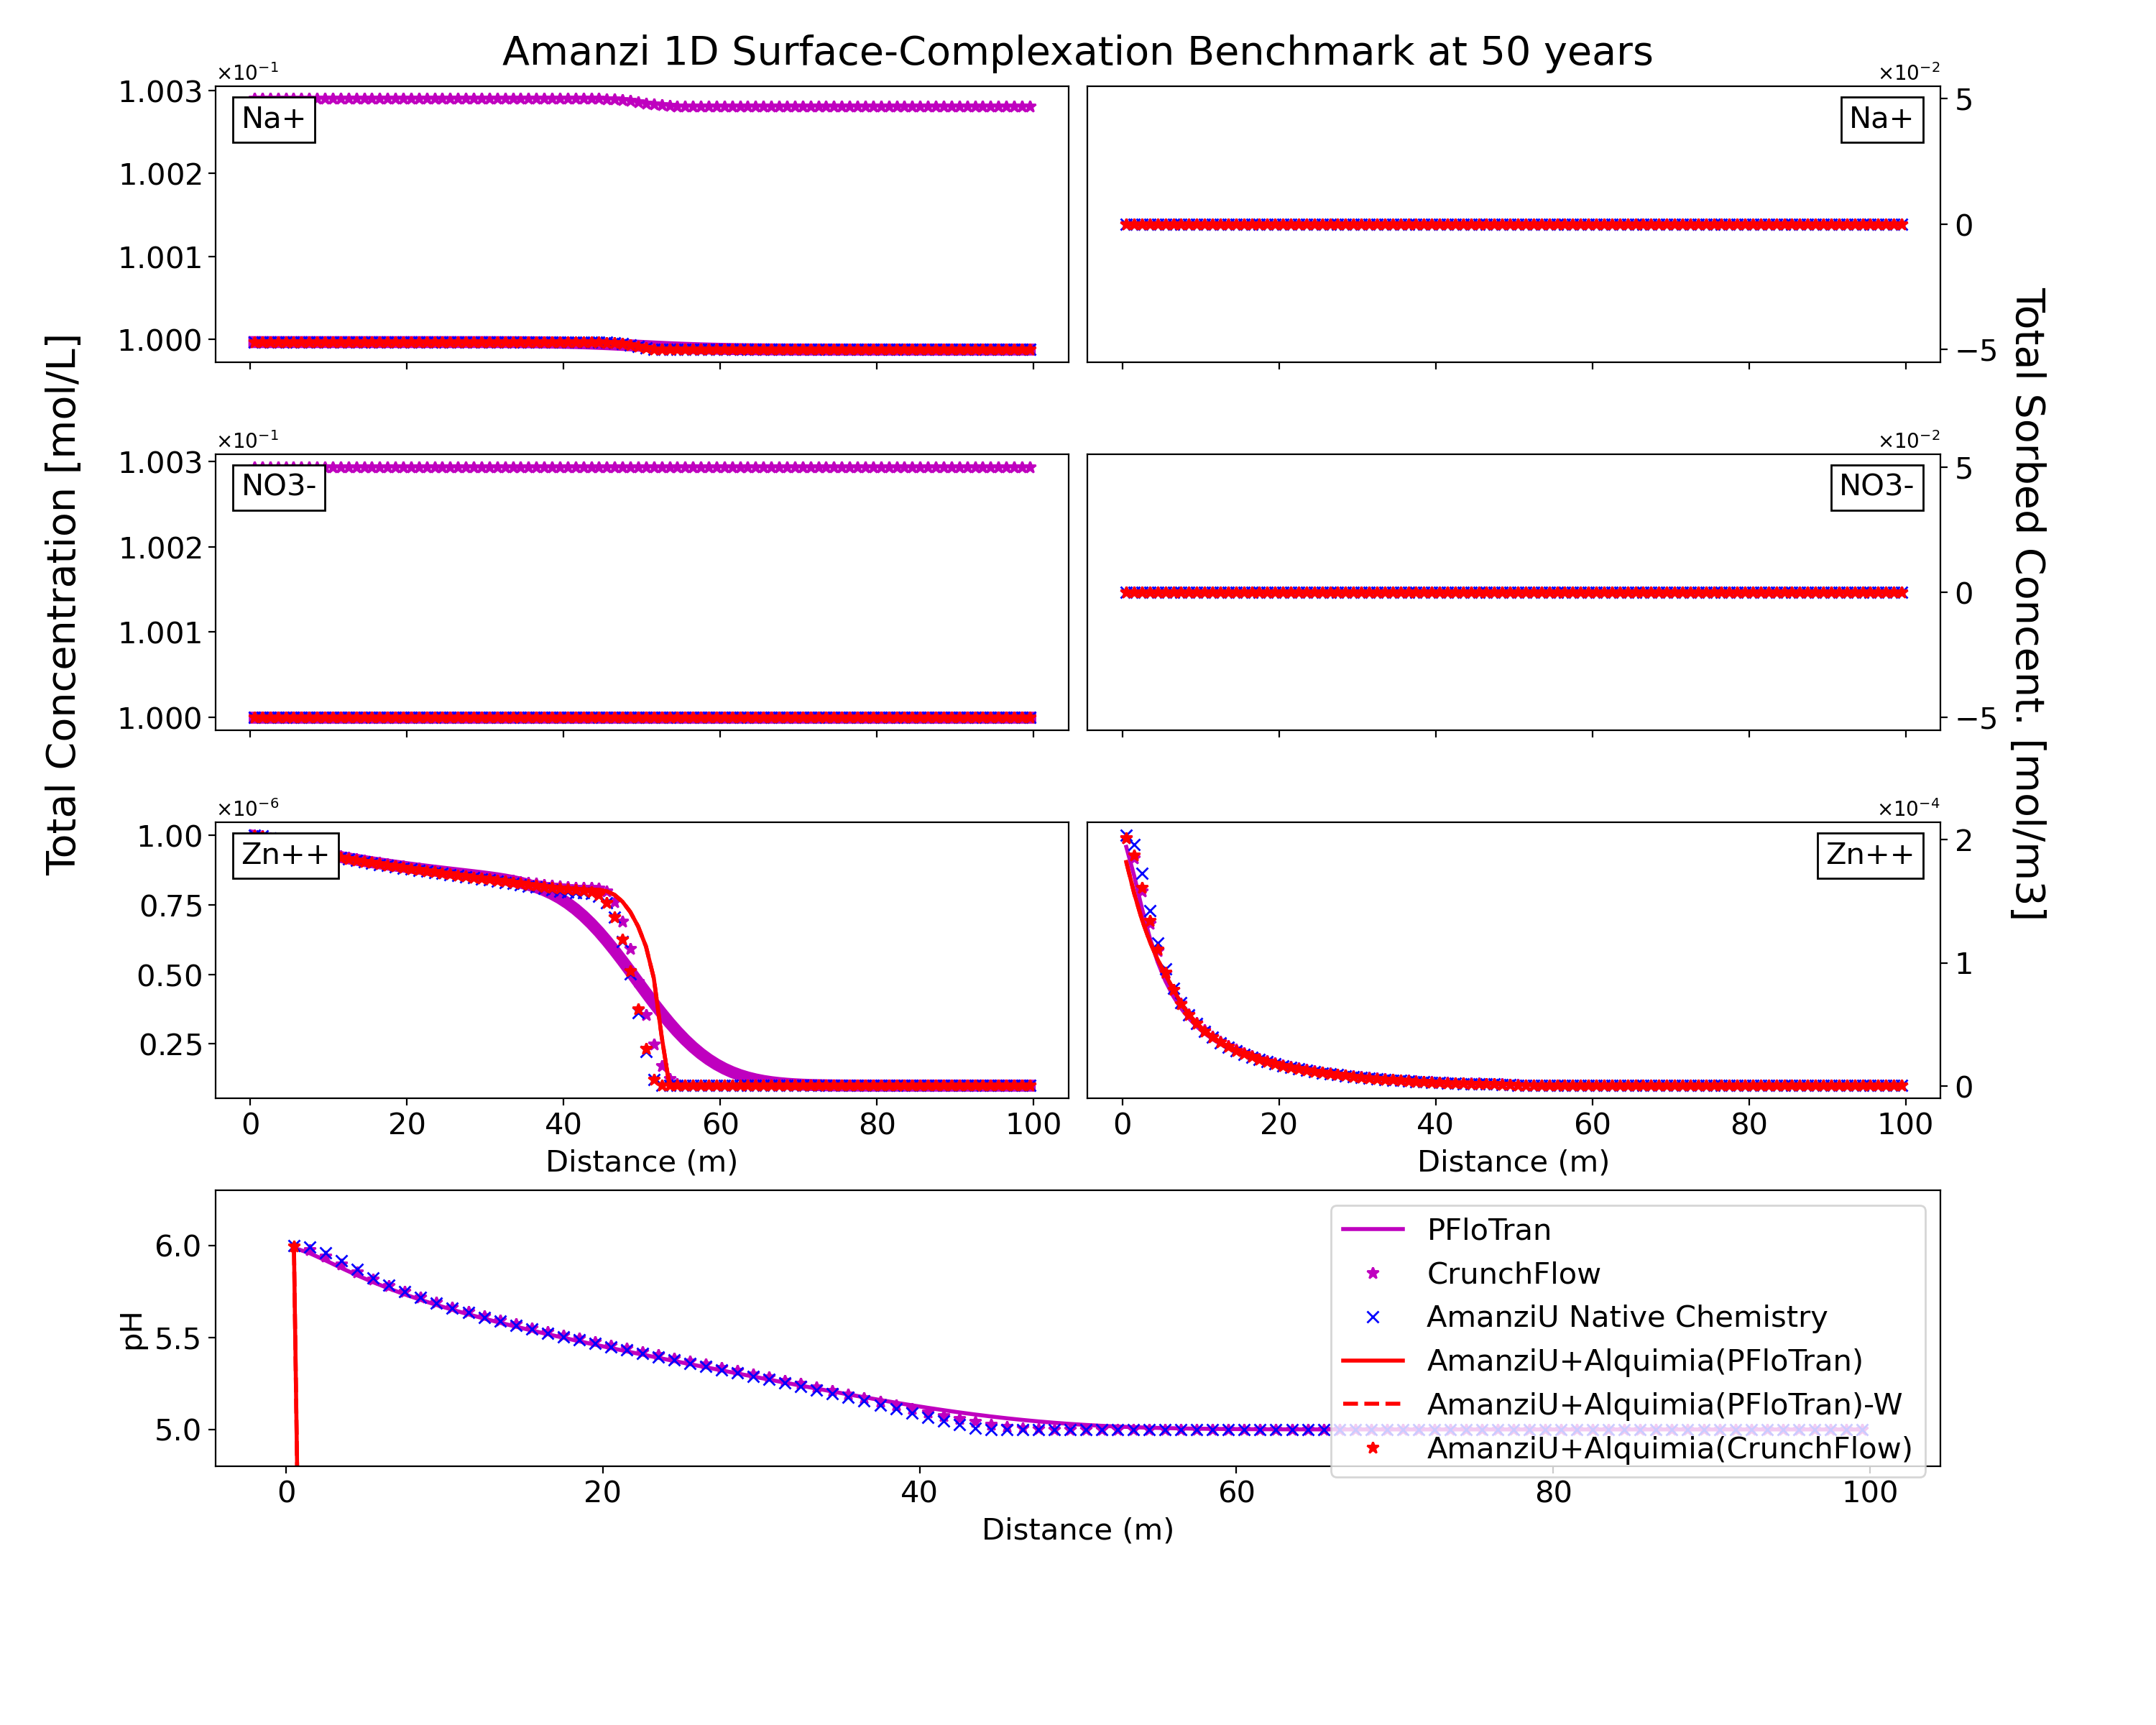 Amanzi 1D Surface-Complexation Benchmark at 50 years
×10⁻¹
1.003
1.002
1.001
1.000
Na+
×10⁻²
5
0
−5
Na+
×10⁻¹
1.003
1.002
1.001
1.000
NO3-
×10⁻²
5
0
−5
NO3-
Total Concentration [mol/L]
Total Sorbed Concent. [mol/m3]
×10⁻⁶
1.00
0.75
0.50
0.25
Zn++
0 20 40 60 80 100
Distance (m)
×10⁻⁴
2
1
0
Zn++
0 20 40 60 80 100
Distance (m)
pH
6.0
5.5
5.0
PFloTran
CrunchFlow
AmanziU Native Chemistry
AmanziU+Alquimia(PFloTran)
AmanziU+Alquimia(PFloTran)-W
AmanziU+Alquimia(CrunchFlow)
0 20 40 60 80 100
Distance (m)